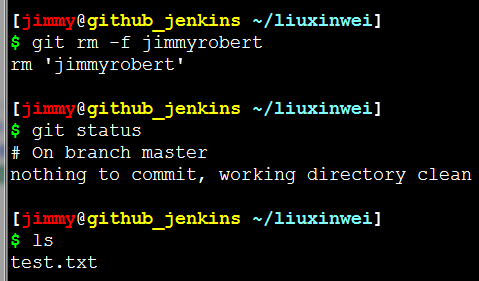 [jimmy@github_jenkins ~/liuxinwei]
$ git rm -f jimmyrobert
rm 'jimmyrobert'
[jimmy@github_jenkins ~/liuxinwei]
$ git status
# On branch master
nothing to commit, working directory clean
[jimmy@github_jenkins ~/liuxinwei]
$ ls
test.txt